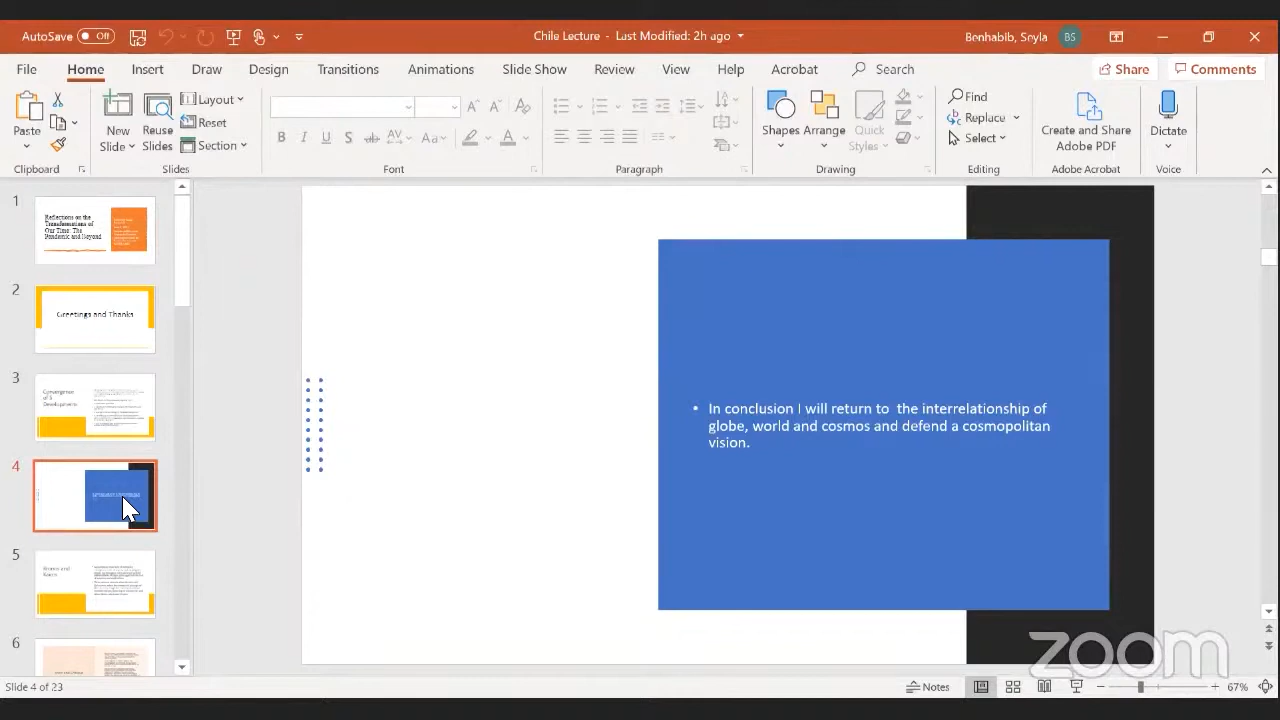 AutoSave Off
Chile Lecture - Last Modified: 2h ago
Benhabib, Seyla BS
File Home Insert Draw Design Transitions Animations Slide Show Review View Help Acrobat Search Share Comments
Paste
Clipboard
New Slide
Reuse Slides
Layout
Reset
Section
Slides
Font
Paragraph
Shapes
Arrange
Quick Styles
Drawing
Find
Replace
Select
Editing
Create and Share Adobe PDF
Adobe Acrobat
Dictate
Voice
1
Reflections on the
Transformations of
Our Time: The
Pandemic and Beyond
2
Greetings and Thanks
3
Convergence
of 5
Developments
4
5
6
• In conclusion I will return to the interrelationship of
globe, world and cosmos and defend a cosmopolitan
vision.
zoom
Slide 4 of 23
Notes
67%